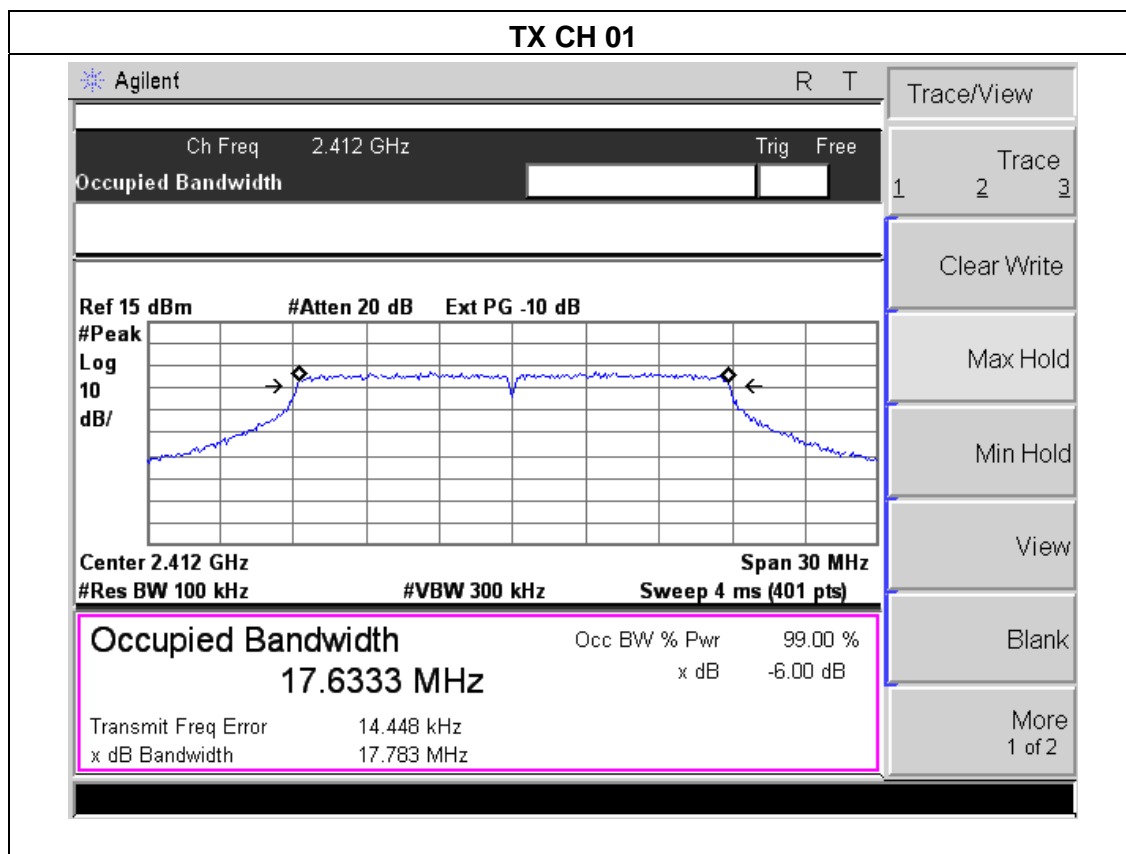 TX CH 01
Agilent R T
Trace/View
Ch Freq 2.412 GHz Trig Free
Occupied Bandwidth
Trace
1 2 3
Clear Write
Max Hold
Min Hold
View
Blank
More
1 of 2
Ref 15 dBm #Atten 20 dB Ext PG -10 dB
#Peak
Log
10
dB/
Center 2.412 GHz Span 30 MHz
#Res BW 100 kHz #VBW 300 kHz Sweep 4 ms (401 pts)
Occupied Bandwidth
17.6333 MHz
Occ BW % Pwr 99.00 %
x dB -6.00 dB
Transmit Freq Error 14.448 kHz
x dB Bandwidth 17.783 MHz